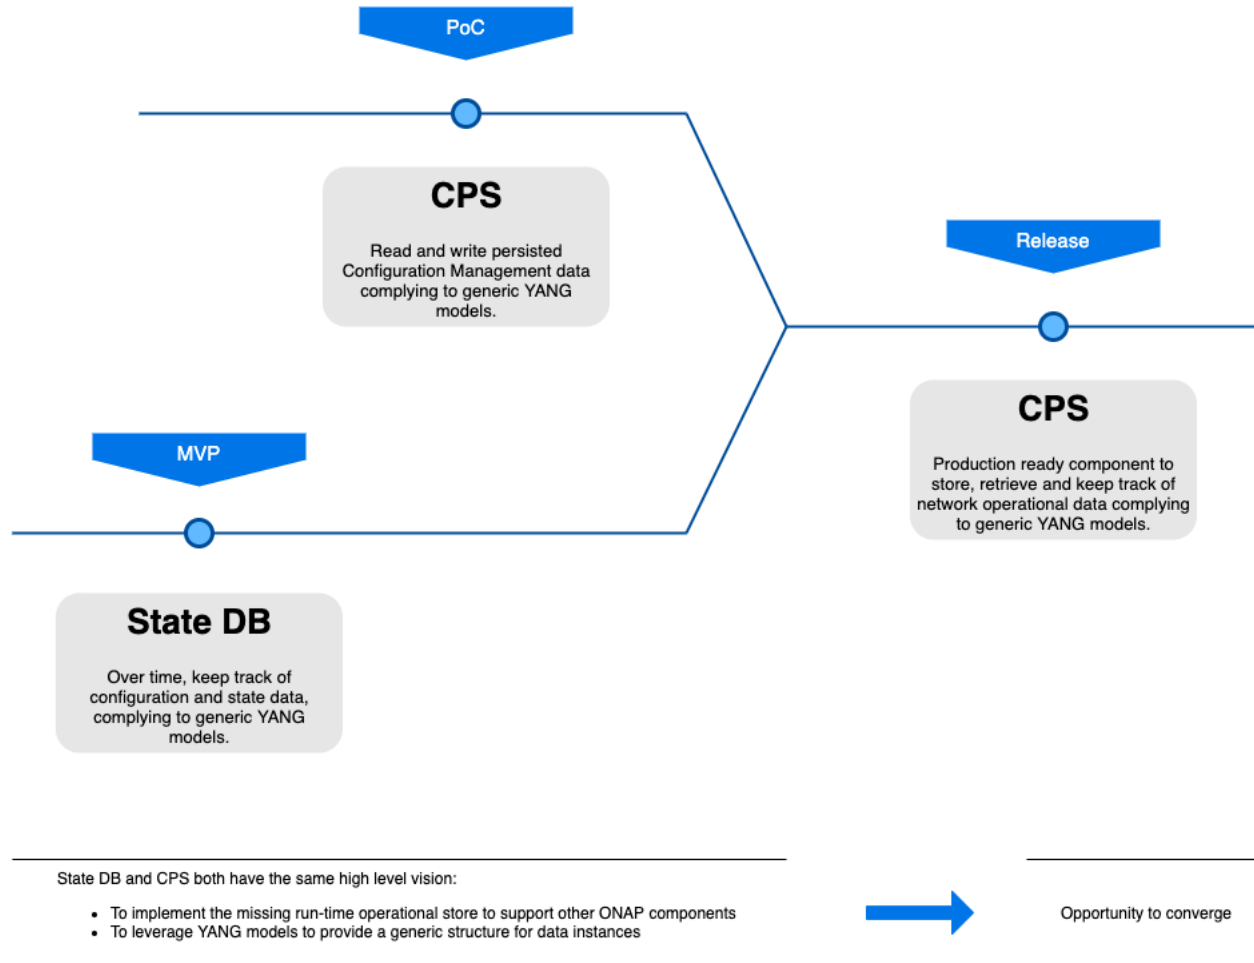 PoC
CPS
Read and write persisted
Configuration Management data
complying to generic YANG
models.
Release
CPS
Production ready component to
store, retrieve and keep track of
network operational data complying
to generic YANG models.
MVP
State DB
Over time, keep track of
configuration and state data,
complying to generic YANG
models.
State DB and CPS both have the same high level vision:
• To implement the missing run-time operational store to support other ONAP components
• To leverage YANG models to provide a generic structure for data instances
Opportunity to converge